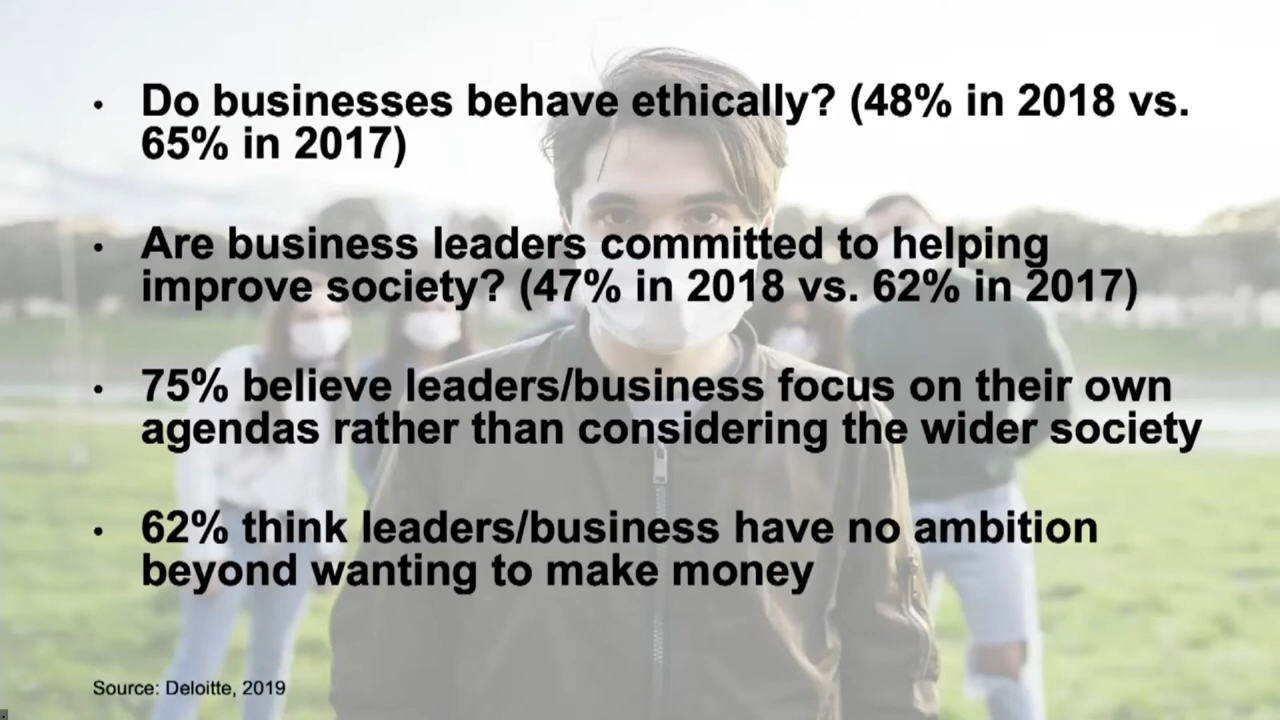 • Do businesses behave ethically? (48% in 2018 vs.
65% in 2017)
• Are business leaders committed to helping
improve society? (47% in 2018 vs. 62% in 2017)
• 75% believe leaders/business focus on their own
agendas rather than considering the wider society
• 62% think leaders/business have no ambition
beyond wanting to make money
Source: Deloitte, 2019